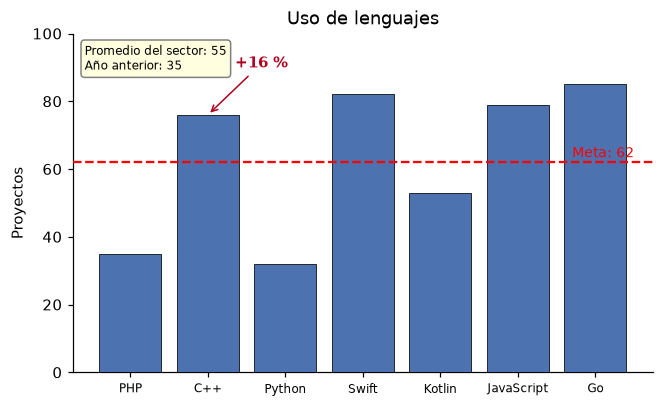 Uso de lenguajes
Promedio del sector: 55
Año anterior: 35
+16 %
Meta: 62
Proyectos
100
80
60
40
20
0
PHP
C++
Python
Swift
Kotlin
JavaScript
Go